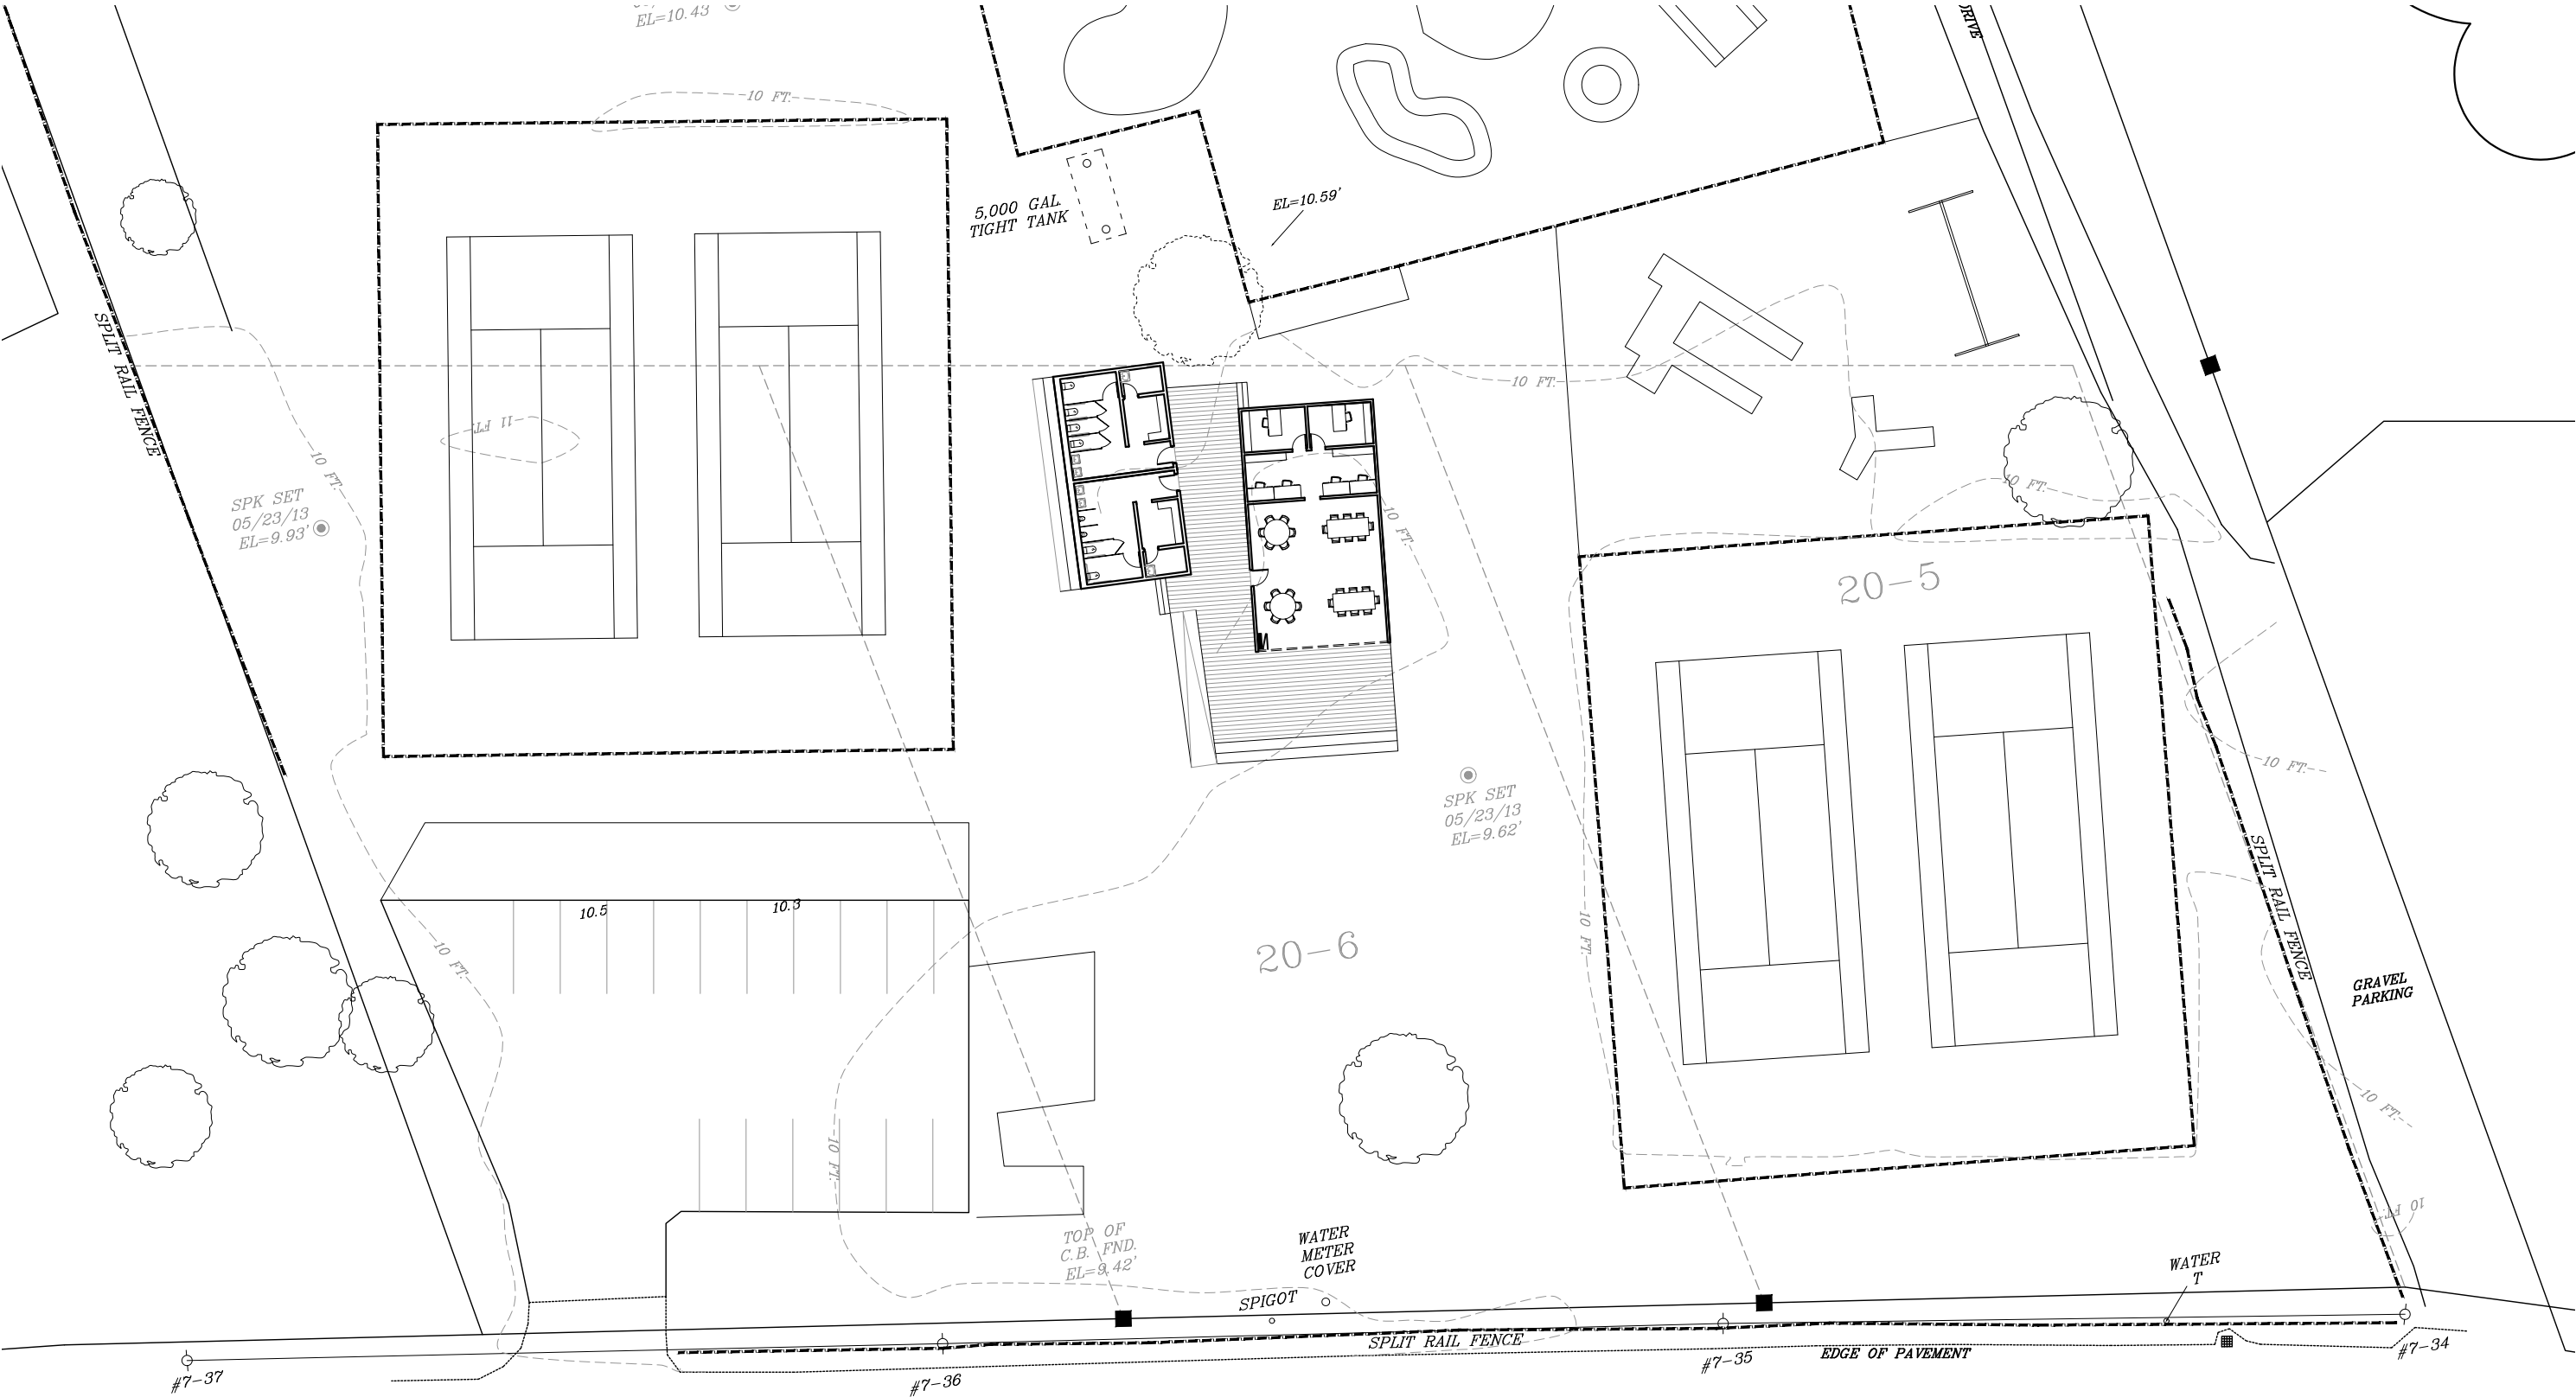 EL=10.43
DRIVE
10 FT.
5,000 GAL.
TIGHT TANK
EL=10.59'
SPLIT RAIL FENCE
10 FT.
11 FT.
10 FT.
10 FT.
10 FT.
SPK SET
05/23/13
EL=9.93'
20-5
10 FT.
SPK SET
05/23/13
EL=9.62'
SPLIT RAIL FENCE
10.5
10.3
10 FT.
10 FT.
20-6
GRAVEL
PARKING
10 FT.
10 FT.
10 FT.
TOP OF
C.B. FND.
EL=9.42'
WATER
METER
COVER
SPIGOT
WATER
T
SPLIT RAIL FENCE
EDGE OF PAVEMENT
#7-37
#7-36
#7-35
#7-34